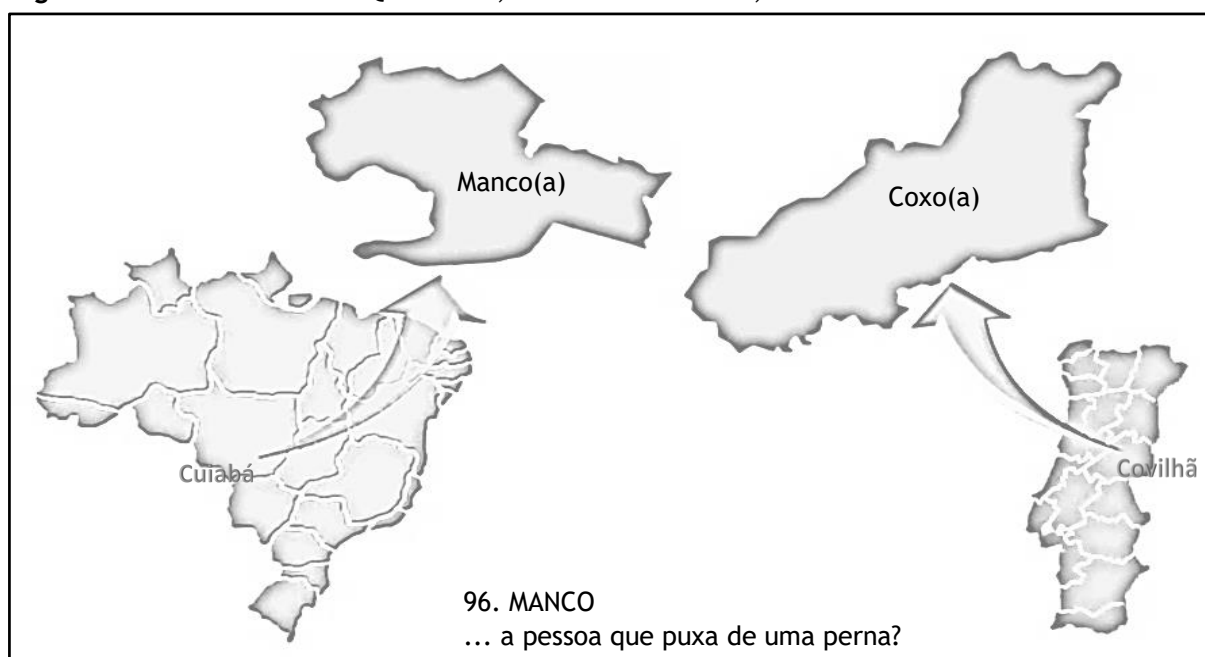 Manco(a)
Coxo(a)
Cuiabá
Covilhã
96. MANCO
... a pessoa que puxa de uma perna?